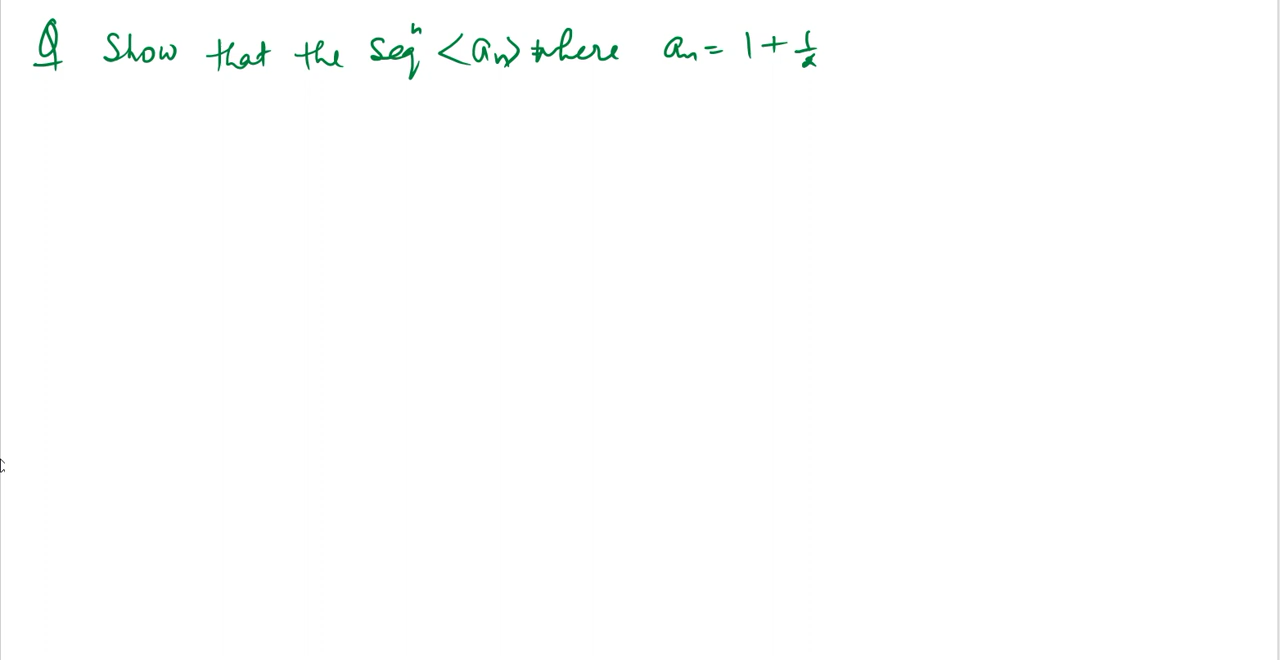 Q Show that the seqⁿ <an> where an = 1 + 1/2